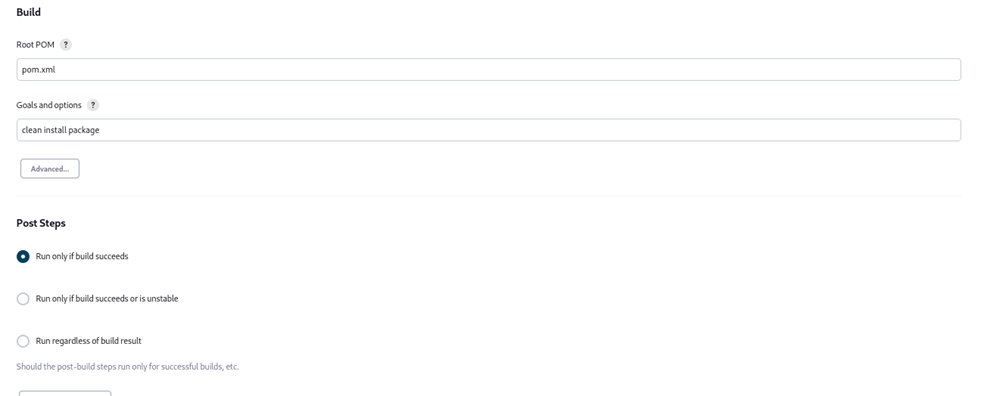 Build
Root POM ?
pom.xml
Goals and options ?
clean install package
Advanced...
Post Steps
Run only if build succeeds
Run only if build succeeds or is unstable
Run regardless of build result
Should the post-build steps run only for successful builds, etc.